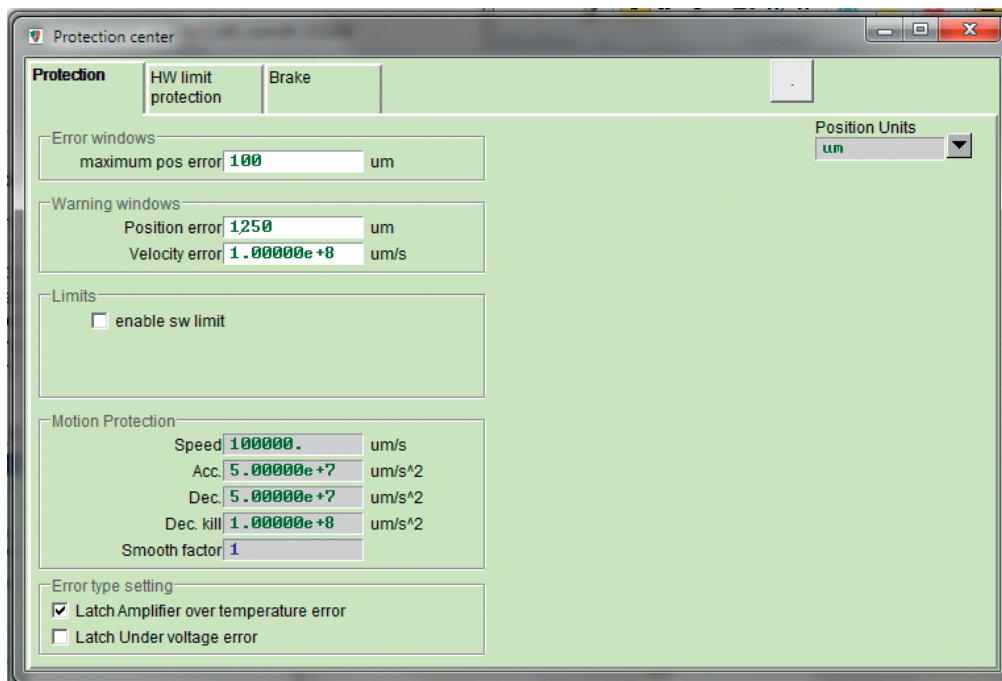 Protection center
Protection HW limit protection Brake
.
Position Units
um
Error windows
maximum pos error 100 um
Warning windows
Position error 1,250 um
Velocity error 1.00000e+8 um/s
Limits
enable sw limit
Motion Protection
Speed 100000. um/s
Acc. 5.00000e+7 um/s^2
Dec. 5.00000e+7 um/s^2
Dec. kill 1.00000e+8 um/s^2
Smooth factor 1
Error type setting
Latch Amplifier over temperature error
Latch Under voltage error